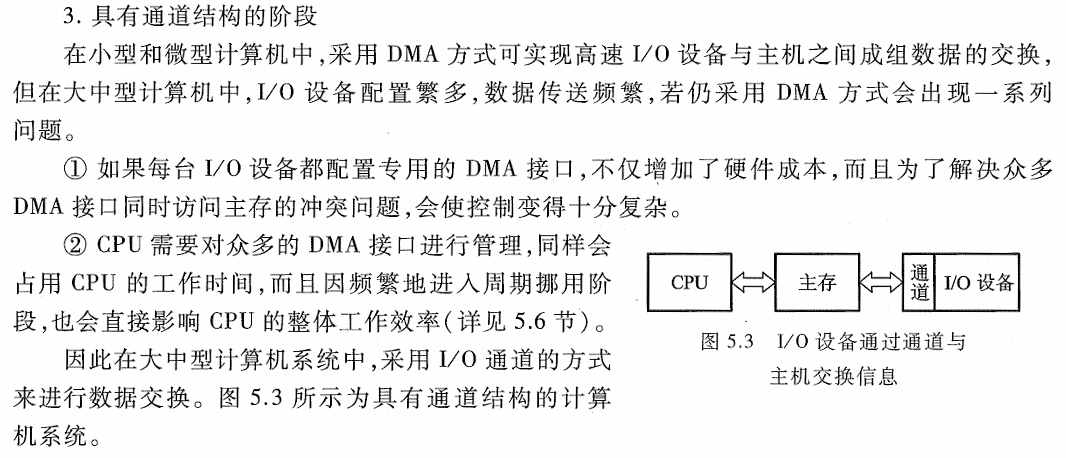 3. 具有通道结构的阶段
在小型和微型计算机中,采用 DMA 方式可实现高速 I/O 设备与主机之间成组数据的交换,
但在大中型计算机中,I/O 设备配置繁多,数据传送频繁,若仍采用 DMA 方式会出现一系列
问题。
① 如果每台 I/O 设备都配置专用的 DMA 接口,不仅增加了硬件成本,而且为了解决众多
DMA 接口同时访问主存的冲突问题,会使控制变得十分复杂。
② CPU 需要对众多的 DMA 接口进行管理,同样会
占用 CPU 的工作时间,而且因频繁地进入周期挪用阶
段,也会直接影响 CPU 的整体工作效率(详见 5.6 节)。
因此在大中型计算机系统中,采用 I/O 通道的方式
来进行数据交换。图 5.3 所示为具有通道结构的计算
机系统。
CPU
主存
通道
I/O 设备
图 5.3 I/O 设备通过通道与
主机交换信息